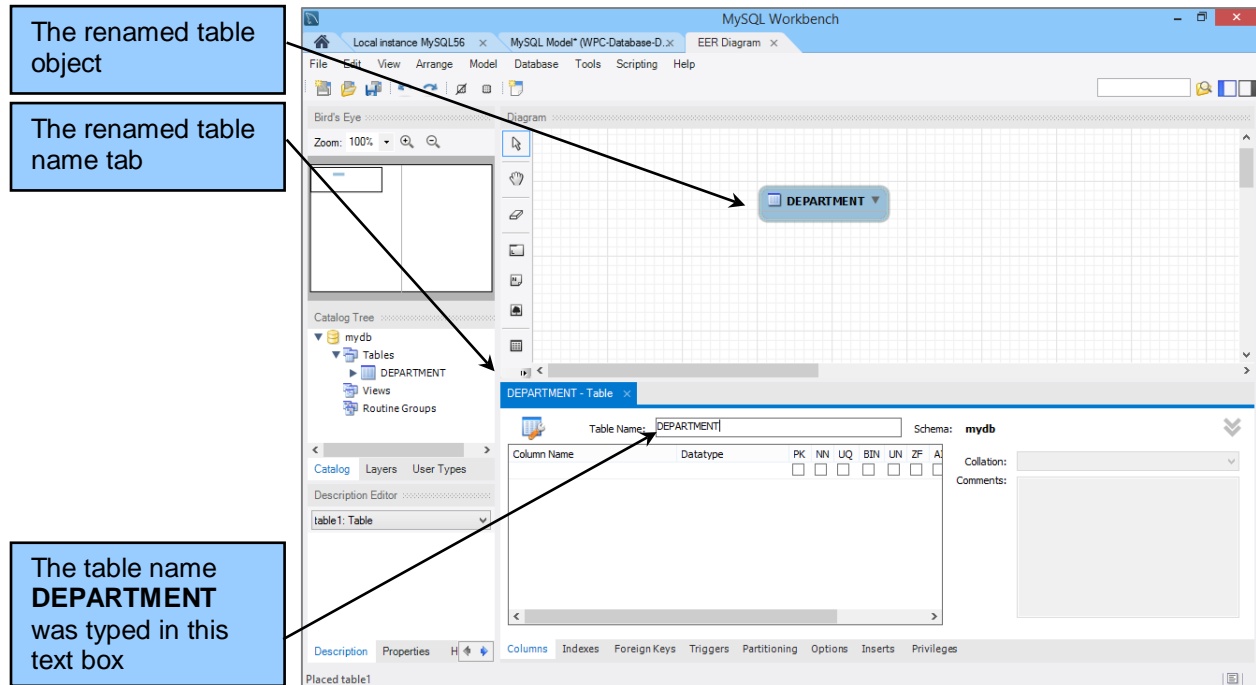 The renamed table
object
The renamed table
name tab
The table name
DEPARTMENT
was typed in this
text box
MySQL Workbench
Local instance MySQL56
MySQL Model* (WPC-Database-D...
EER Diagram
File Edit View Arrange Model Database Tools Scripting Help
Bird's Eye
Zoom: 100%
Diagram
DEPARTMENT
Catalog Tree
mydb
Tables
DEPARTMENT
Views
Routine Groups
Catalog Layers User Types
Description Editor
table1: Table
Description Properties H
DEPARTMENT - Table
Table Name: DEPARTMENT
Schema: mydb
Column Name Datatype PK NN UQ BIN UN ZF AI
Collation:
Comments:
Columns Indexes Foreign Keys Triggers Partitioning Options Inserts Privileges
Placed table1